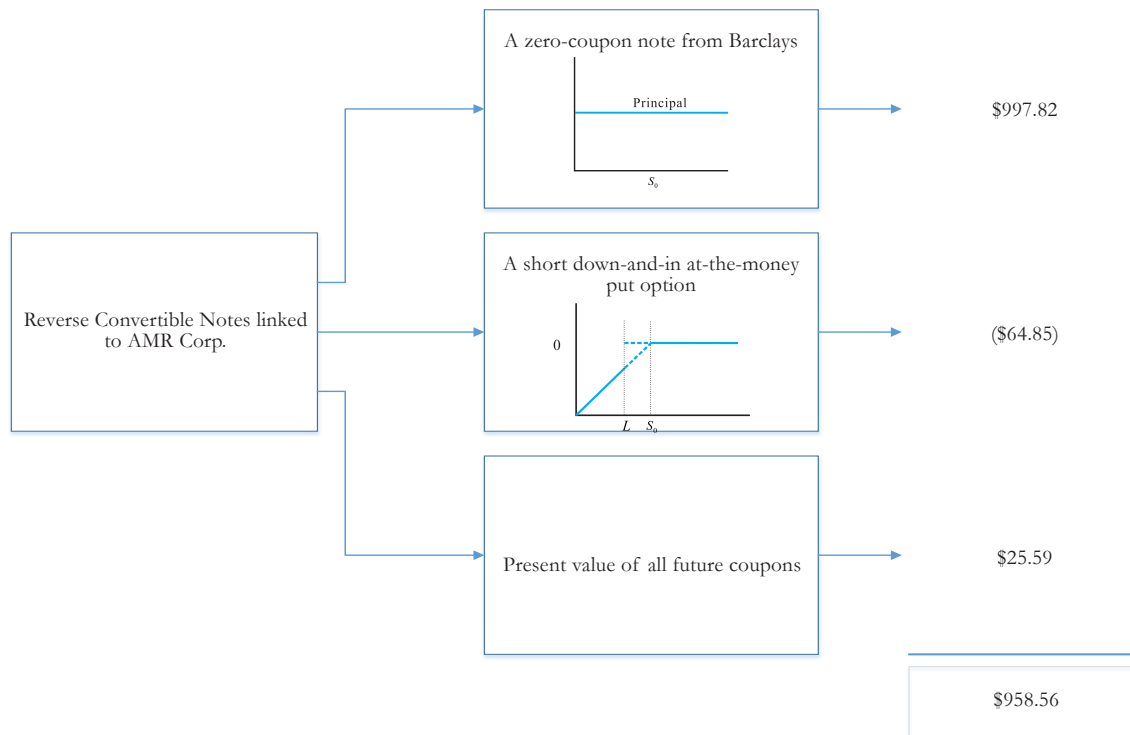 A zero-coupon note from Barclays
Principal
S₀
$997.82
Reverse Convertible Notes linked
to AMR Corp.
A short down-and-in at-the-money
put option
0
L S₀
($64.85)
Present value of all future coupons
$25.59
$958.56